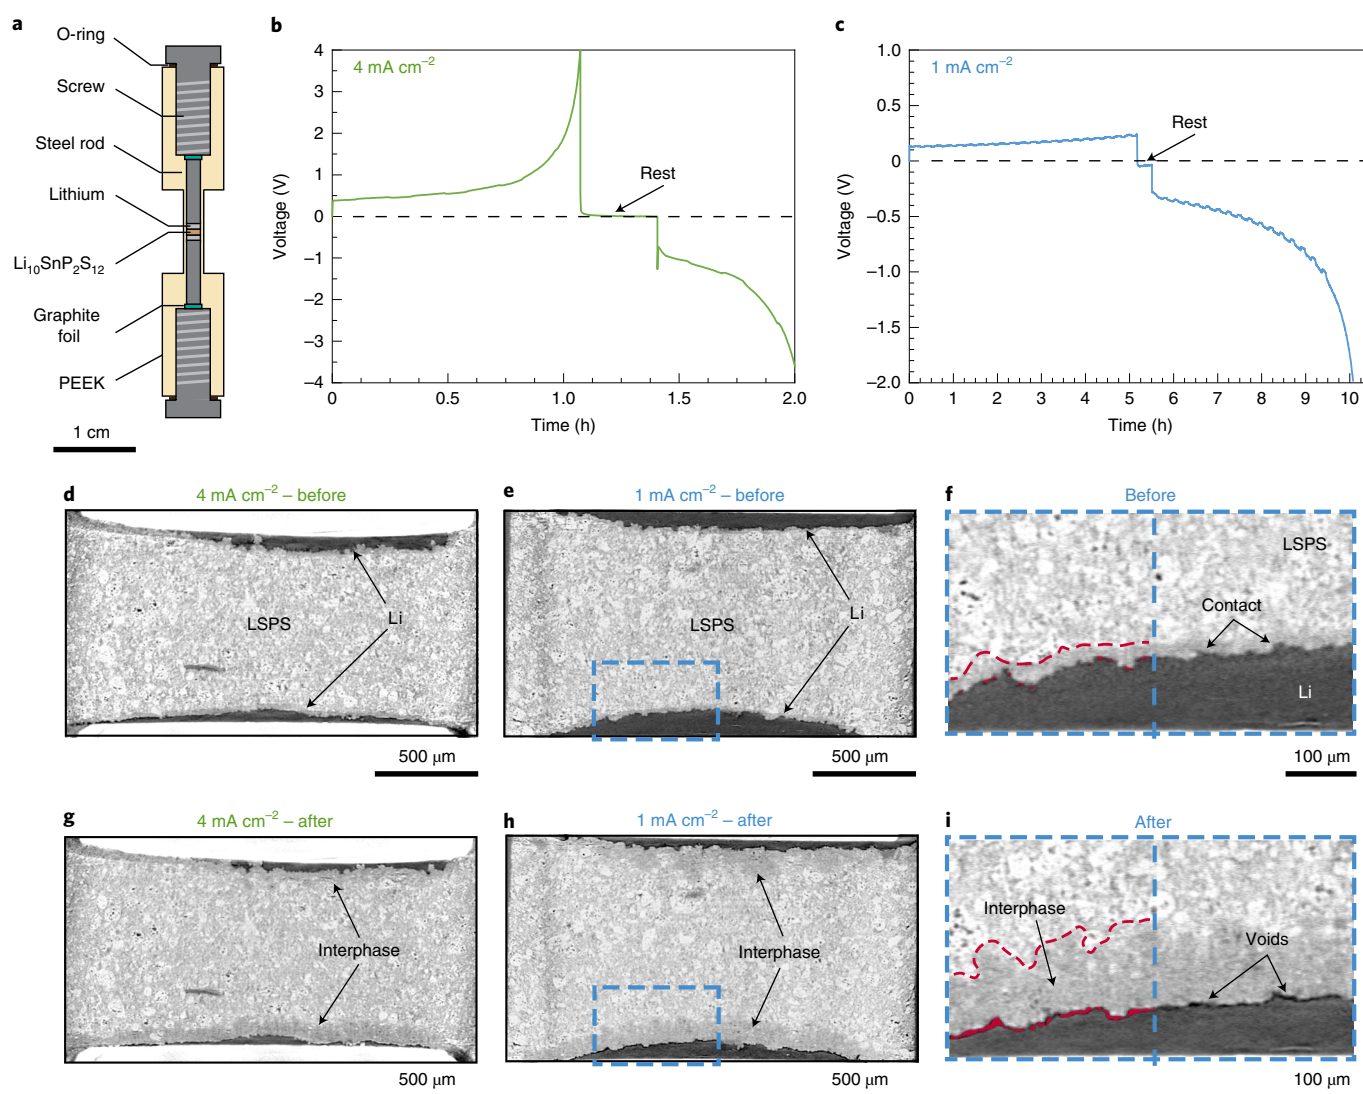 a
O-ring
Screw
Steel rod
Lithium
Li10SnP2S12
Graphite
foil
PEEK
1 cm
b
4 mA cm−2
Rest
Voltage (V)
4
3
2
1
0
−1
−2
−3
−4
0
0.5
1.0
1.5
2.0
Time (h)
c
1 mA cm−2
Rest
Voltage (V)
1.0
0.5
0
−0.5
−1.0
−1.5
−2.0
0 1 2 3 4 5 6 7 8 9 10
Time (h)
d
4 mA cm−2 – before
LSPS
Li
500 μm
e
1 mA cm−2 – before
LSPS
Li
500 μm
f
Before
LSPS
Contact
Li
100 μm
g
4 mA cm−2 – after
Interphase
500 μm
h
1 mA cm−2 – after
Interphase
500 μm
i
After
Interphase
Voids
100 μm